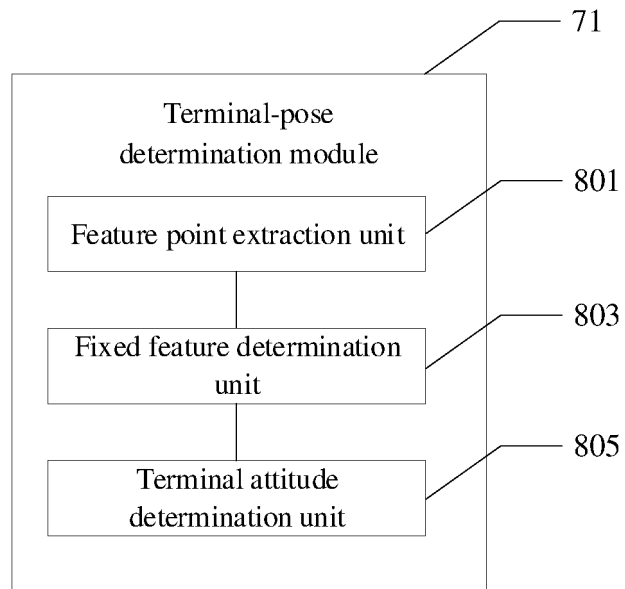 71
Terminal-pose
determination module
801
Feature point extraction unit
803
Fixed feature determination
unit
805
Terminal attitude
determination unit